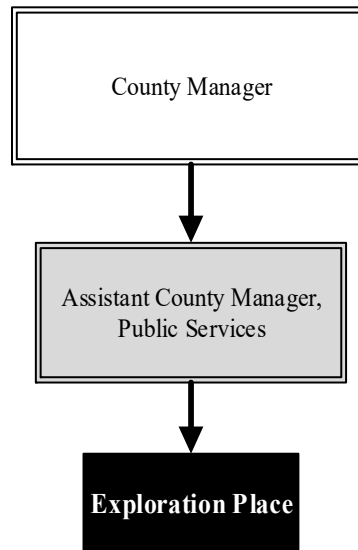 County Manager
Assistant County Manager,
Public Services
Exploration Place